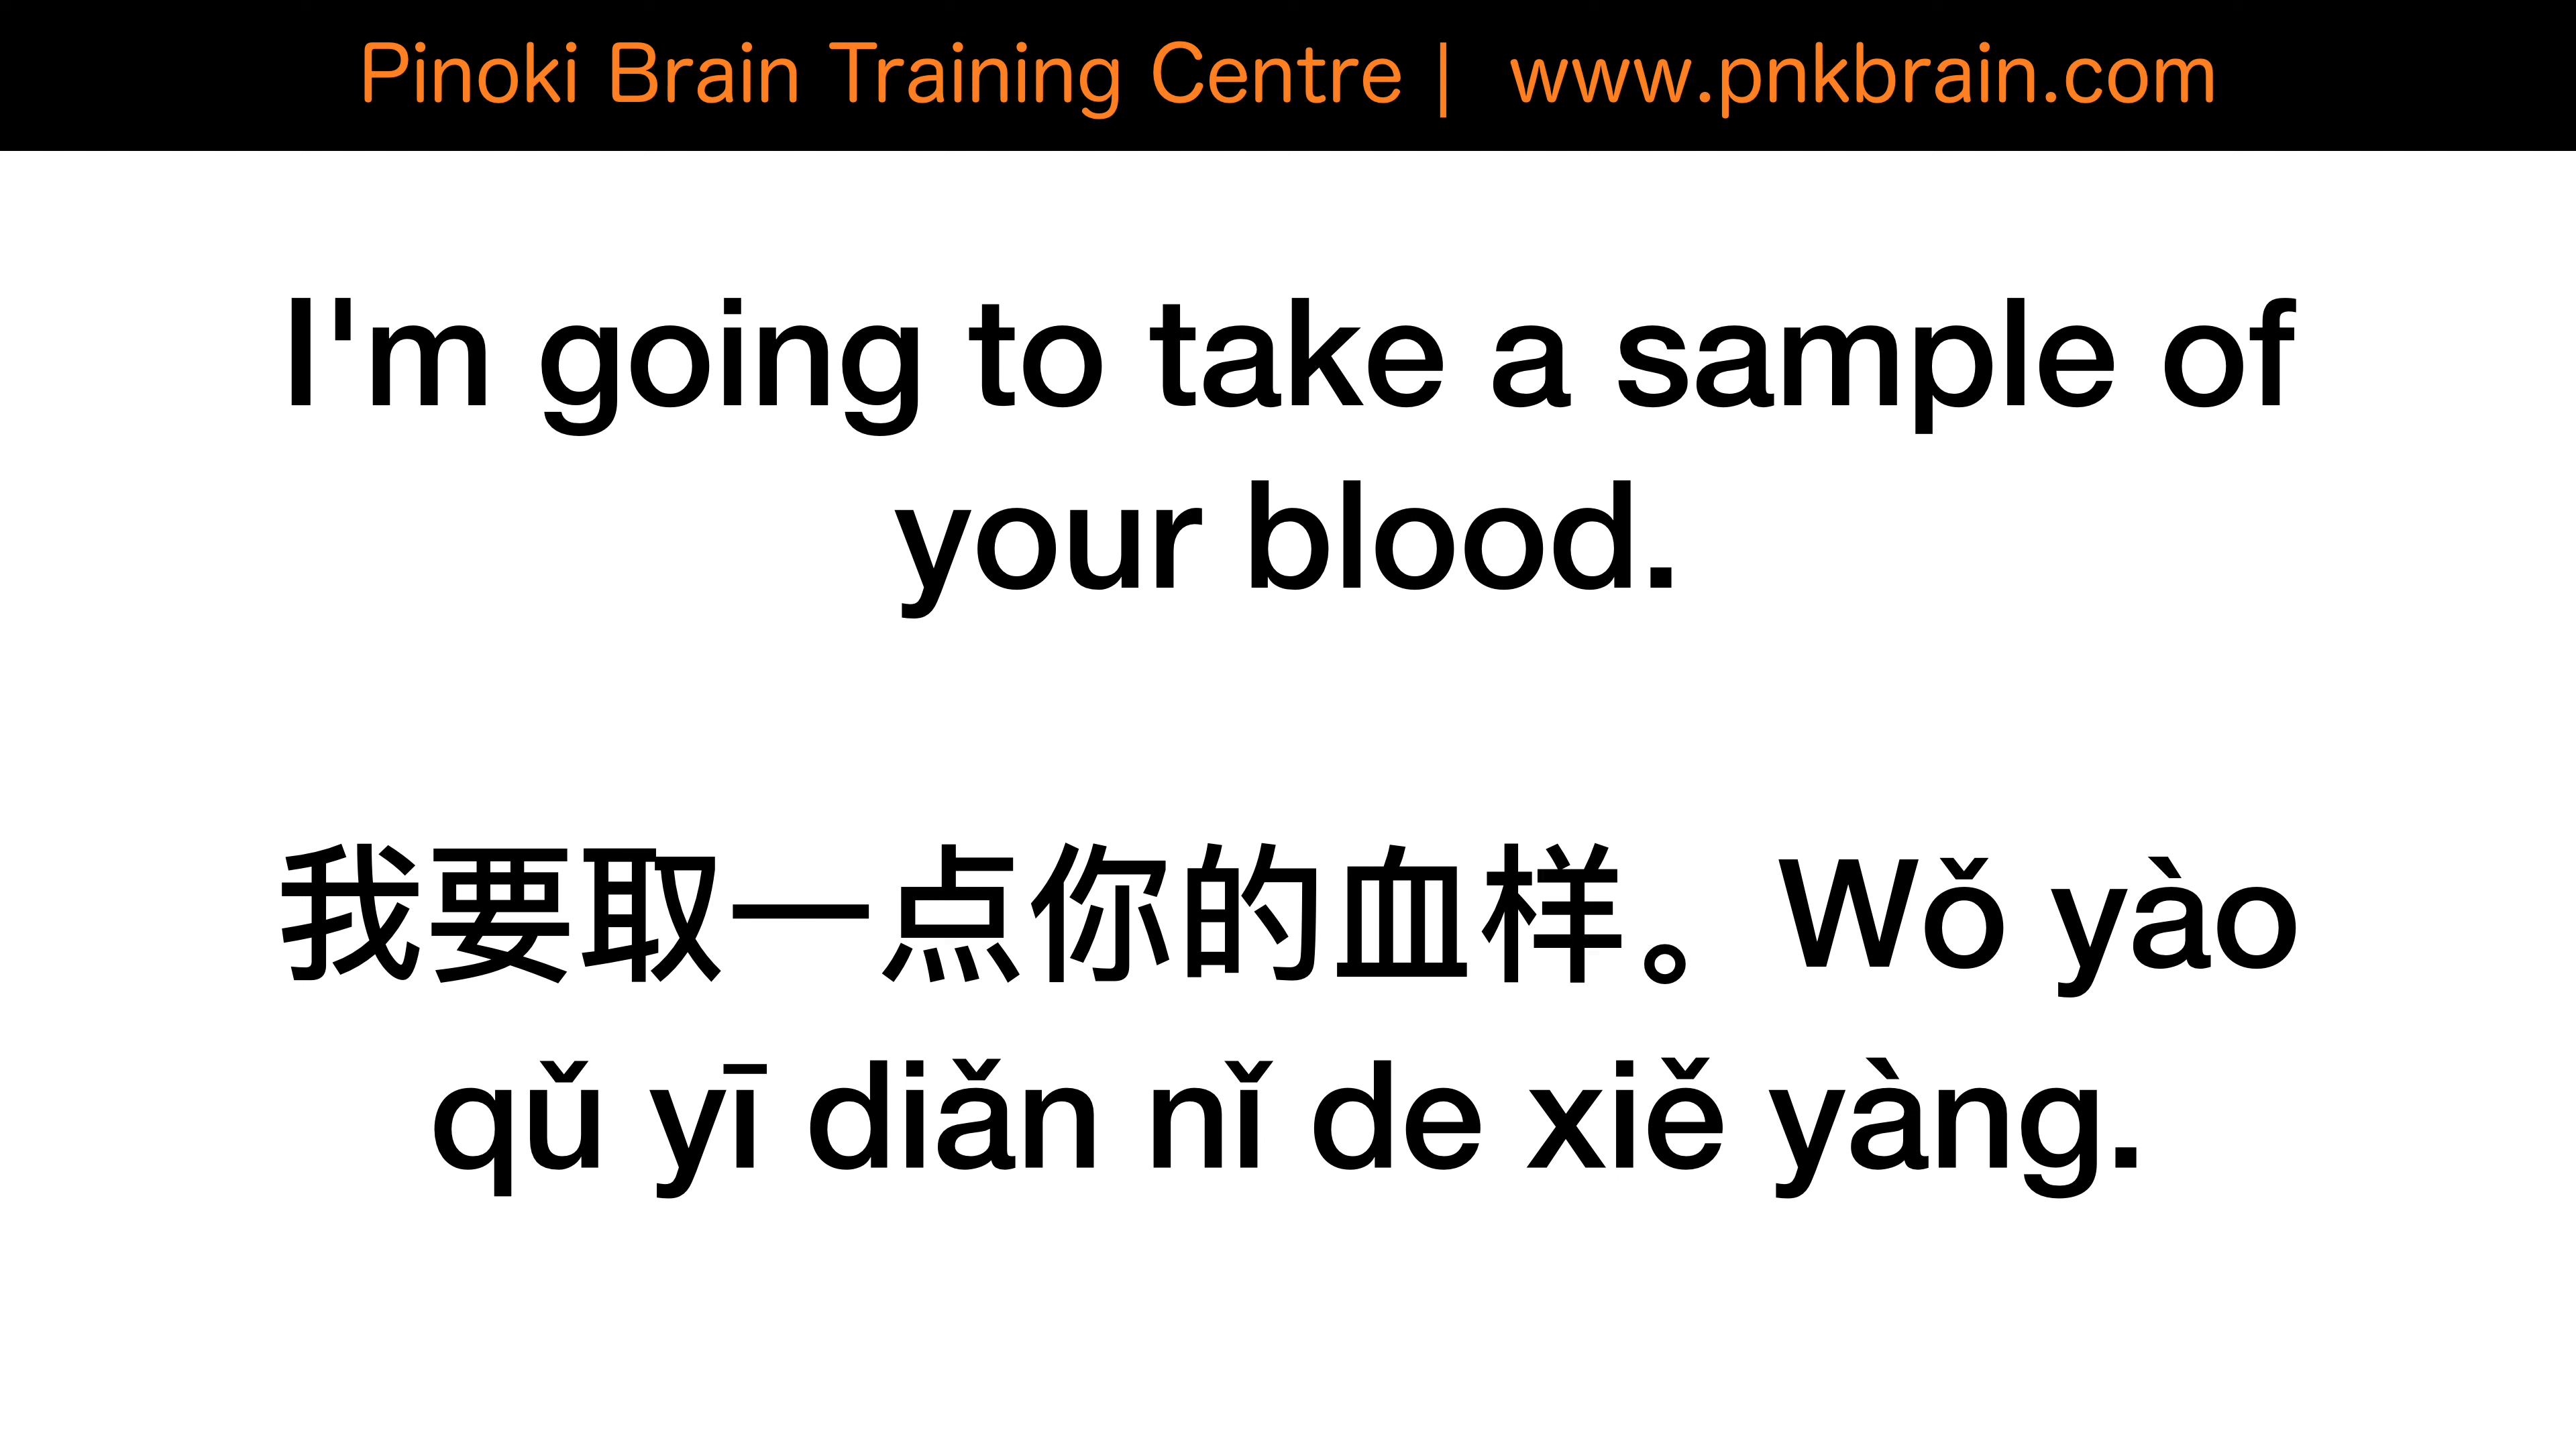 Pinoki Brain Training Centre | www.pnkbrain.com
I'm going to take a sample of
your blood.
我要取一点你的血样。Wǒ yào
qǔ yī diǎn nǐ de xiě yàng.